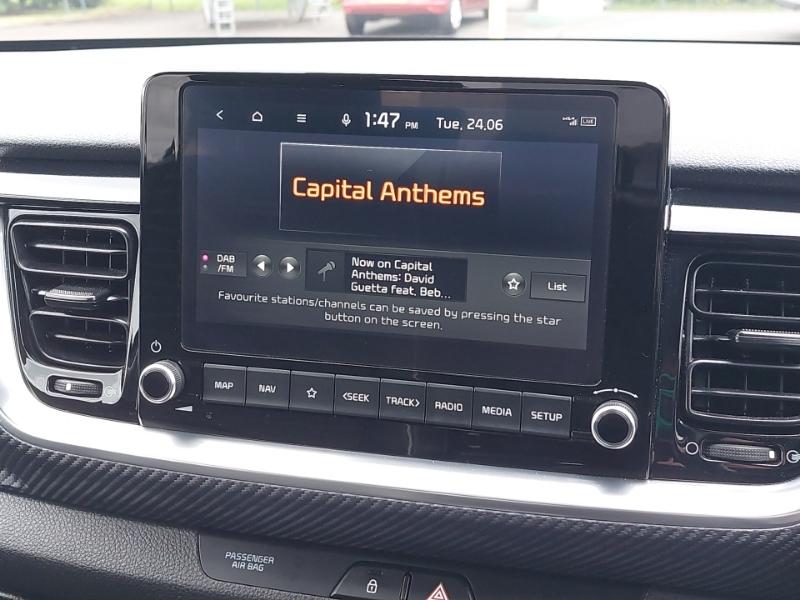 1:47 PM Tue, 24.06 LIVE
Capital Anthems
DAB
/FM
Now on Capital
Anthems: David
Guetta feat. Beb...
List
Favourite stations/channels can be saved by pressing the star
button on the screen.
MAP NAV <SEEK TRACK> RADIO MEDIA SETUP
PASSENGER
AIR BAG